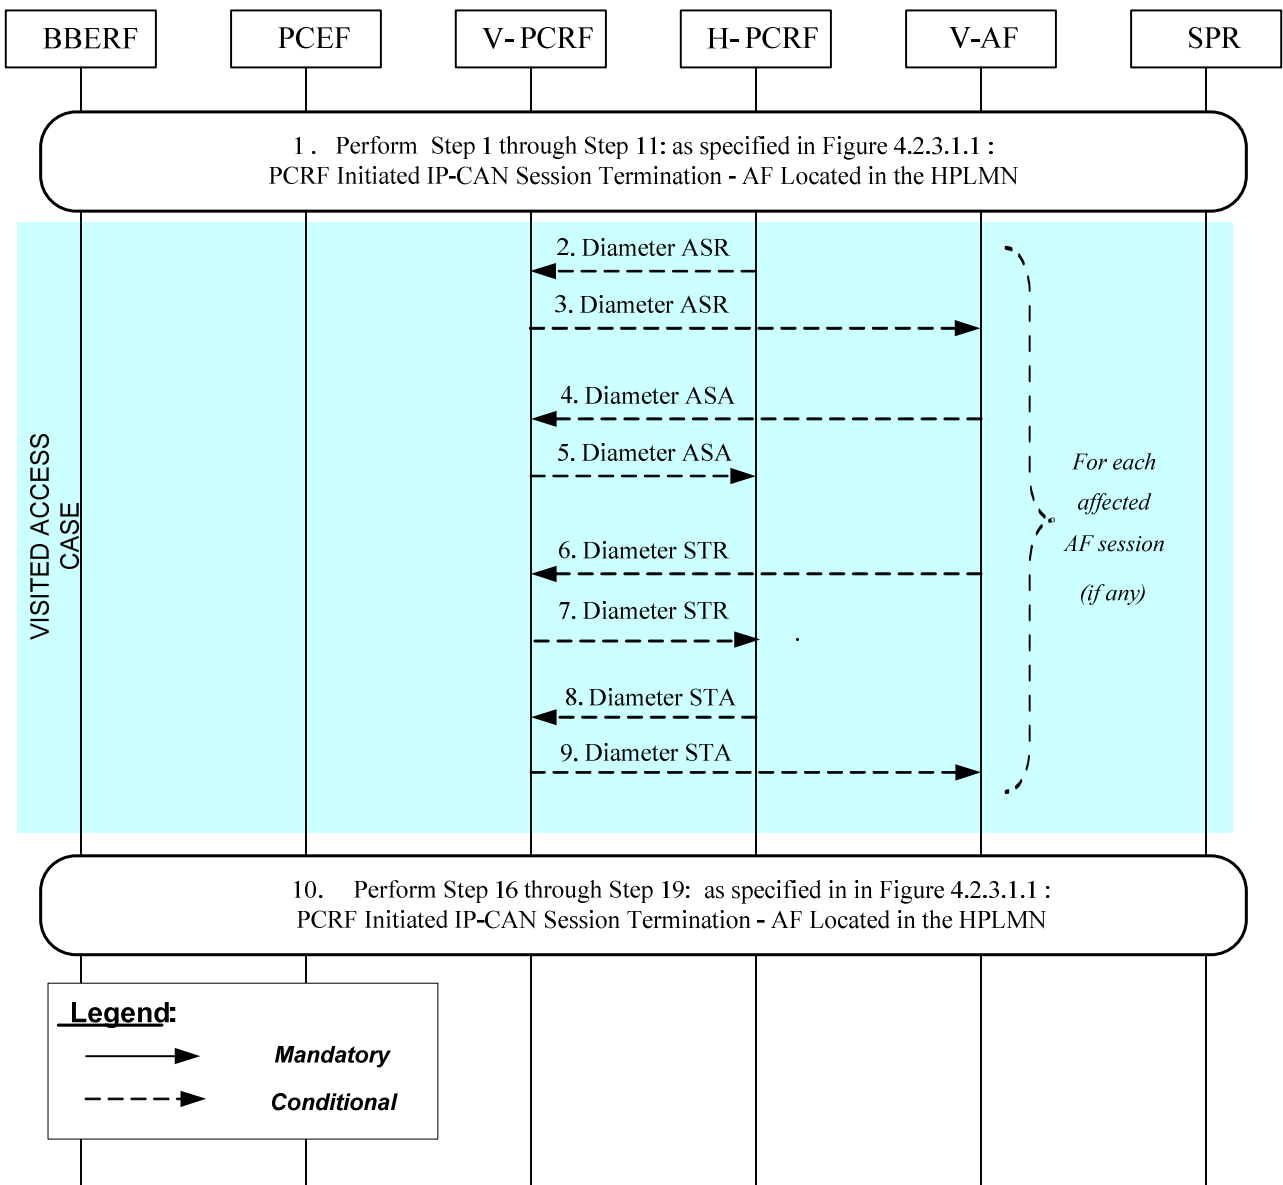 BBERF
PCEF
V-PCRF
H-PCRF
V-AF
SPR
1. Perform Step 1 through Step 11: as specified in Figure 4.2.3.1.1 :
PCRF Initiated IP-CAN Session Termination - AF Located in the HPLMN
2. Diameter ASR
3. Diameter ASR
4. Diameter ASA
5. Diameter ASA
6. Diameter STR
7. Diameter STR
8. Diameter STA
9. Diameter STA
VISITED ACCESS
CASE
For each
affected
AF session
(if any)
10. Perform Step 16 through Step 19: as specified in in Figure 4.2.3.1.1 :
PCRF Initiated IP-CAN Session Termination - AF Located in the HPLMN
Legend:
Mandatory
Conditional